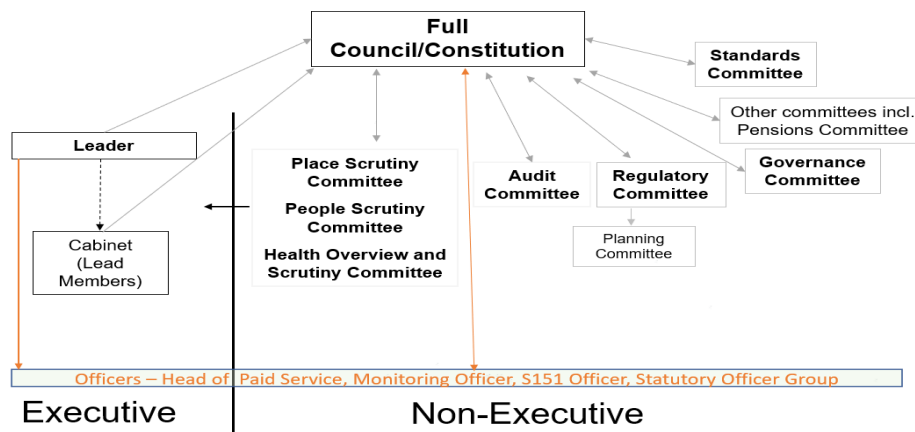 Full
Council/Constitution
Standards
Committee
Other committees incl.
Pensions Committee
Governance
Committee
Leader
Place Scrutiny
Committee
People Scrutiny
Committee
Health Overview and
Scrutiny Committee
Audit
Committee
Regulatory
Committee
Planning
Committee
Cabinet
(Lead
Members)
Officers – Head of Paid Service, Monitoring Officer, S151 Officer, Statutory Officer Group
Executive
Non-Executive